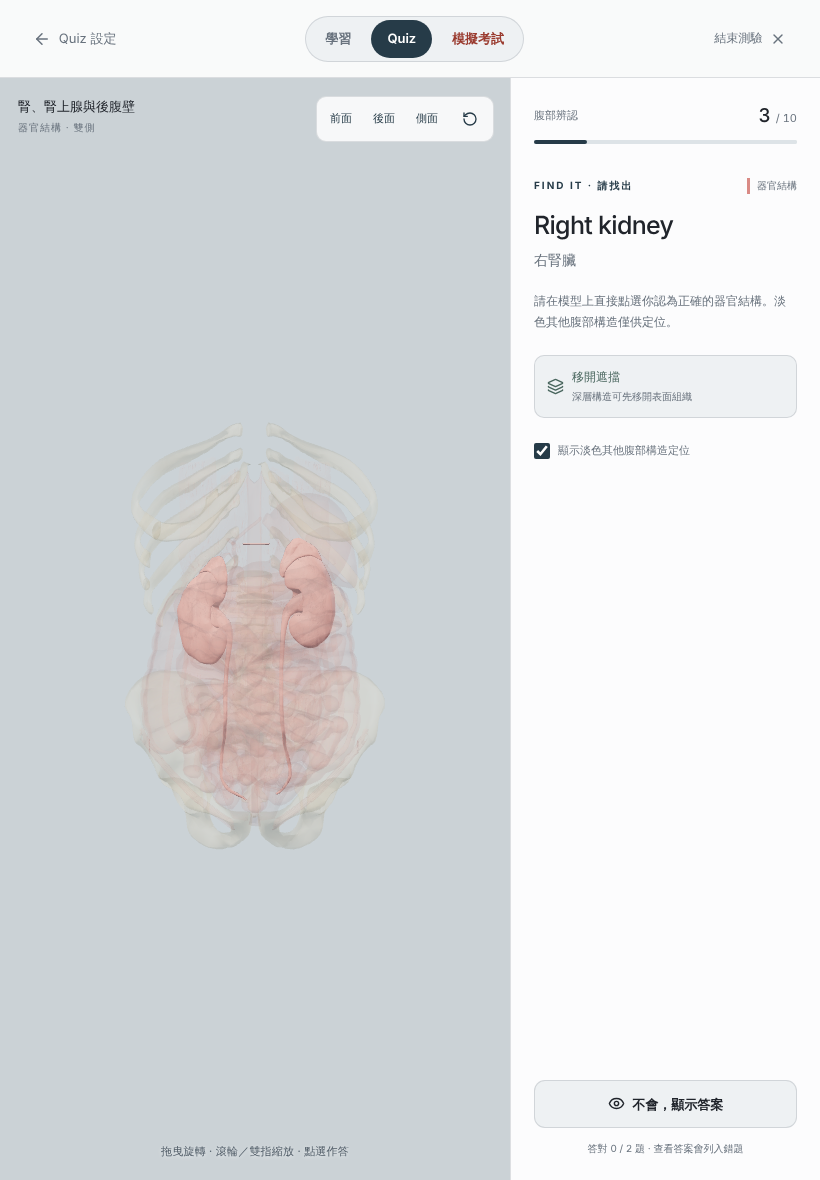 Quiz 設定
學習
Quiz
模擬考試
結束測驗
腎、腎上腺與後腹壁
器官結構 · 雙側
前面
後面
側面
腹部辨認
3 / 10
FIND IT · 請找出
器官結構
Right kidney
右腎臟
請在模型上直接點選你認為正確的器官結構。淡
色其他腹部構造僅供定位。
移開遮擋
深層構造可先移開表面組織
顯示淡色其他腹部構造定位
不會，顯示答案
答對 0 / 2 題 · 查看答案會列入錯題
拖曳旋轉 · 滾輪／雙指縮放 · 點選作答